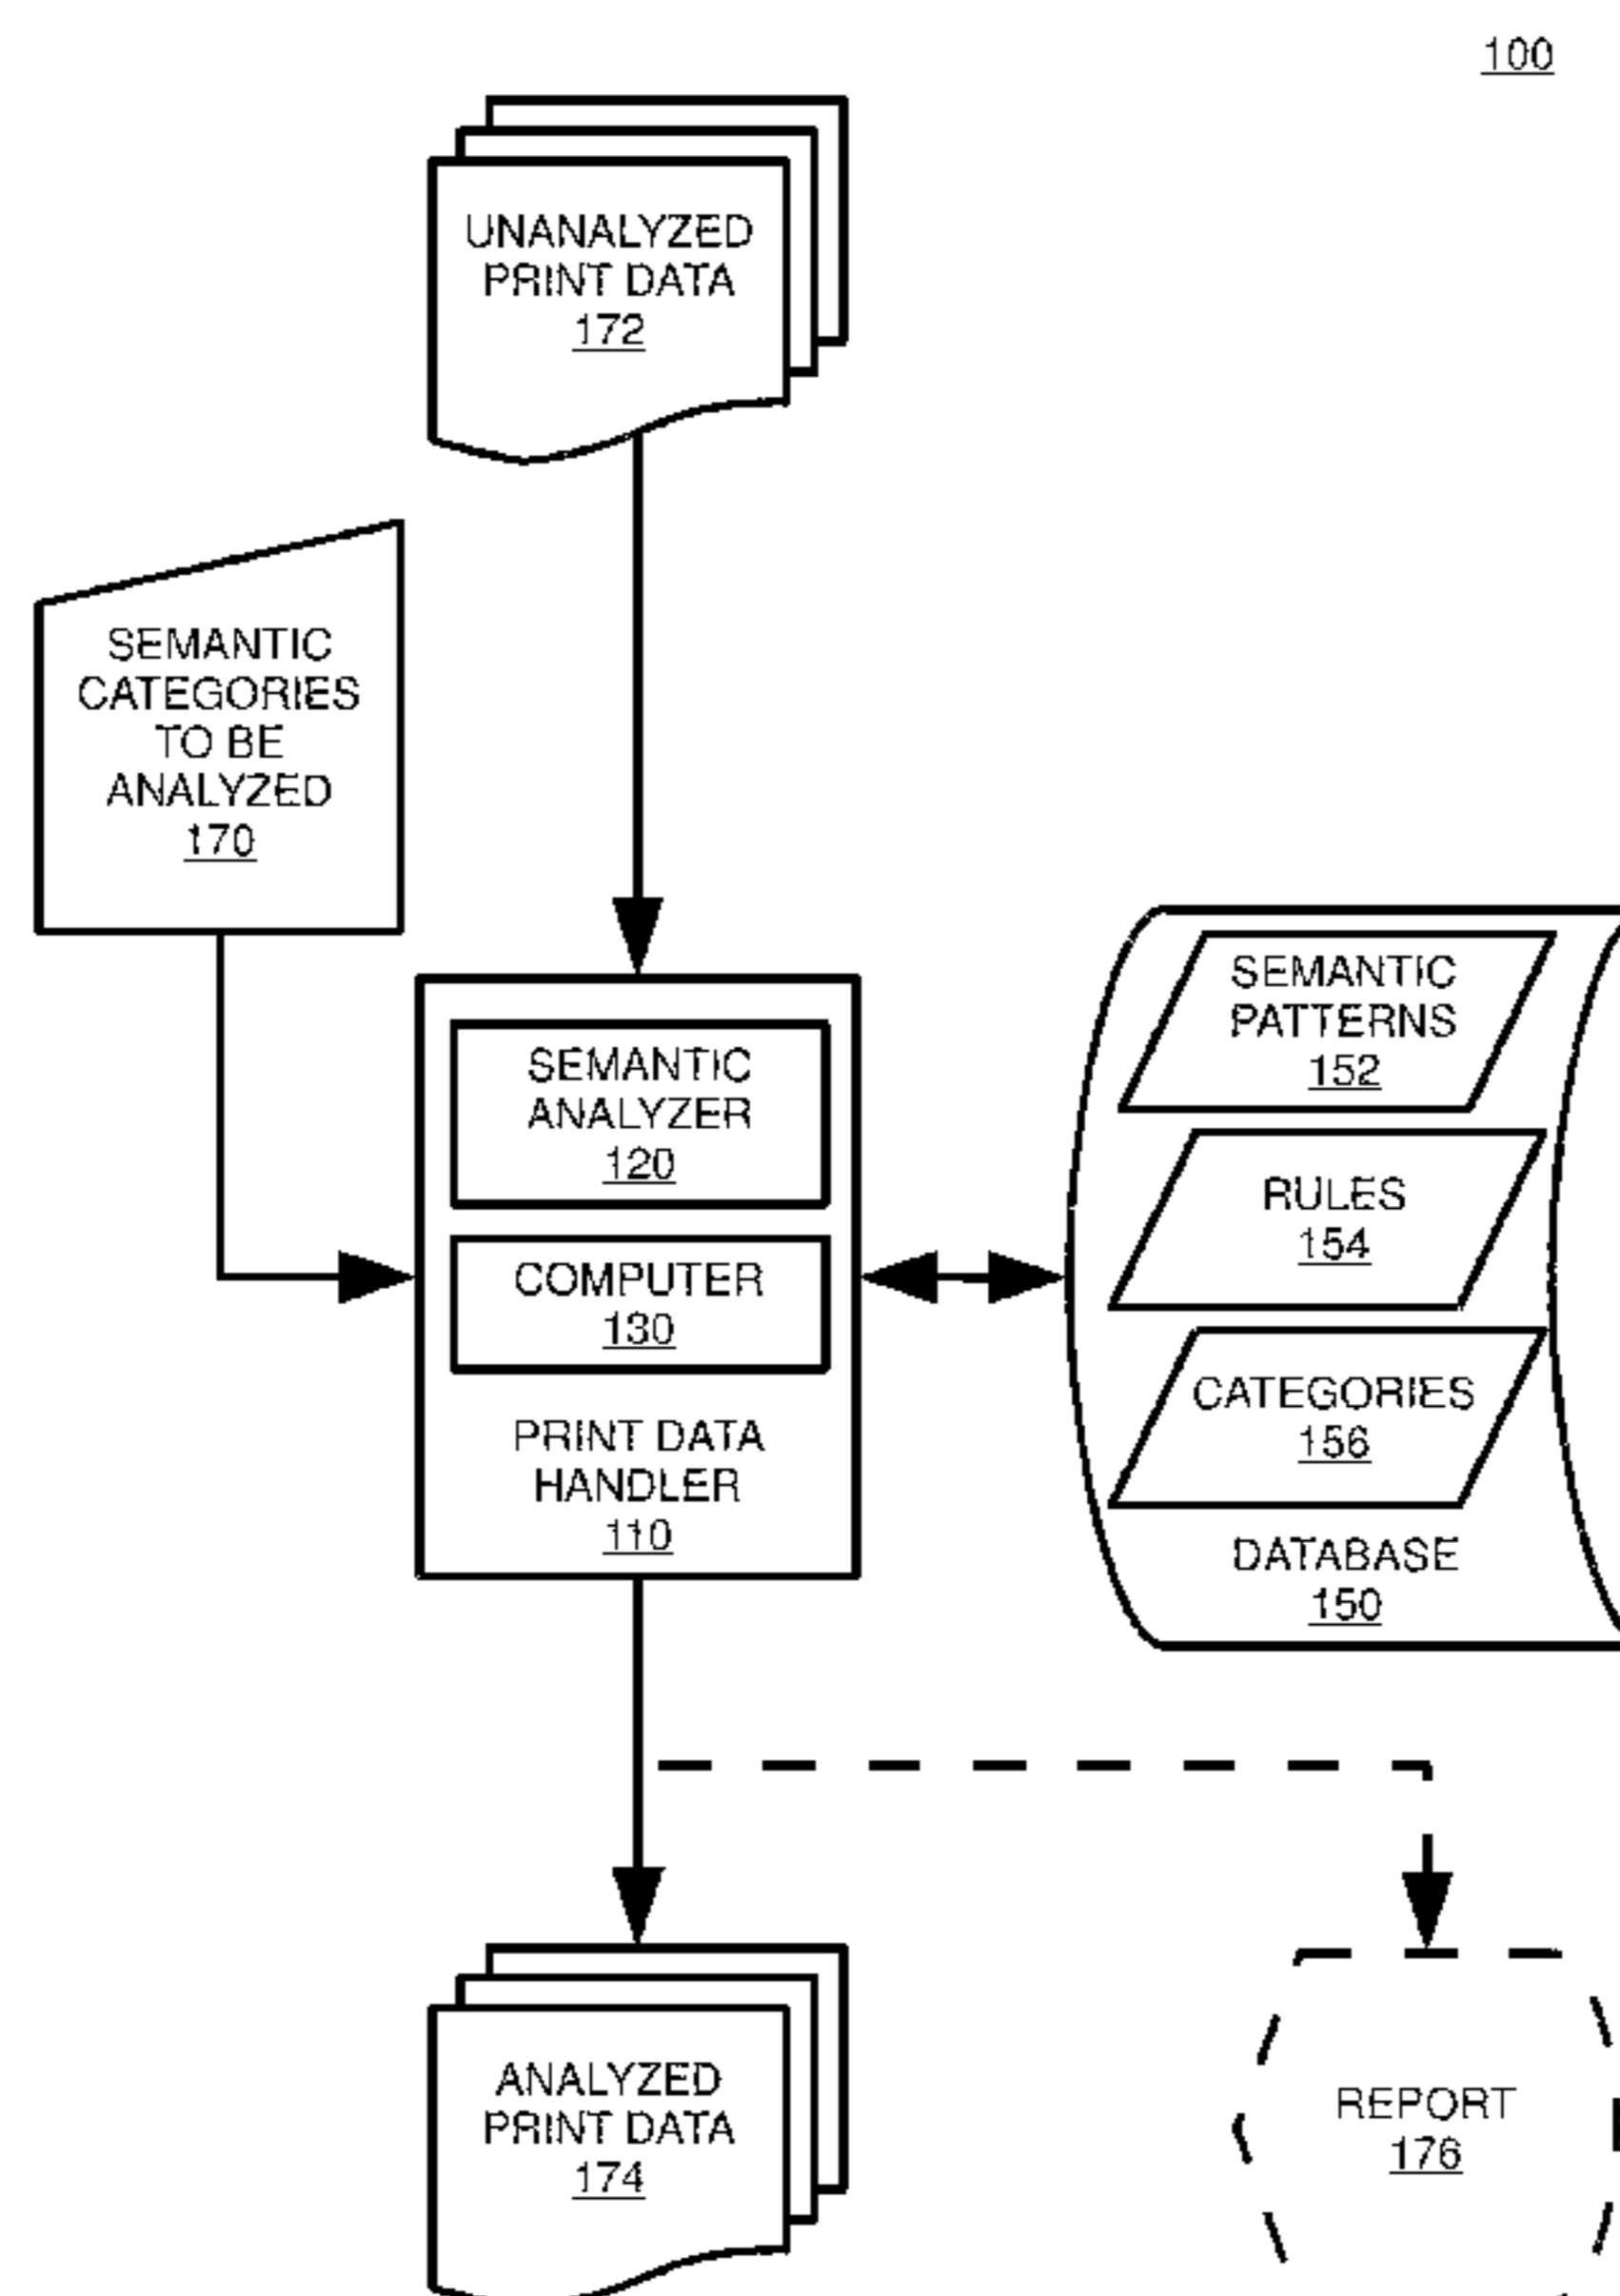 100
UNANALYZED
PRINT DATA
172
SEMANTIC
CATEGORIES
TO BE
ANALYZED
170
SEMANTIC
ANALYZER
120
COMPUTER
130
PRINT DATA
HANDLER
110
SEMANTIC
PATTERNS
152
RULES
154
CATEGORIES
156
DATABASE
150
ANALYZED
PRINT DATA
174
REPORT
176